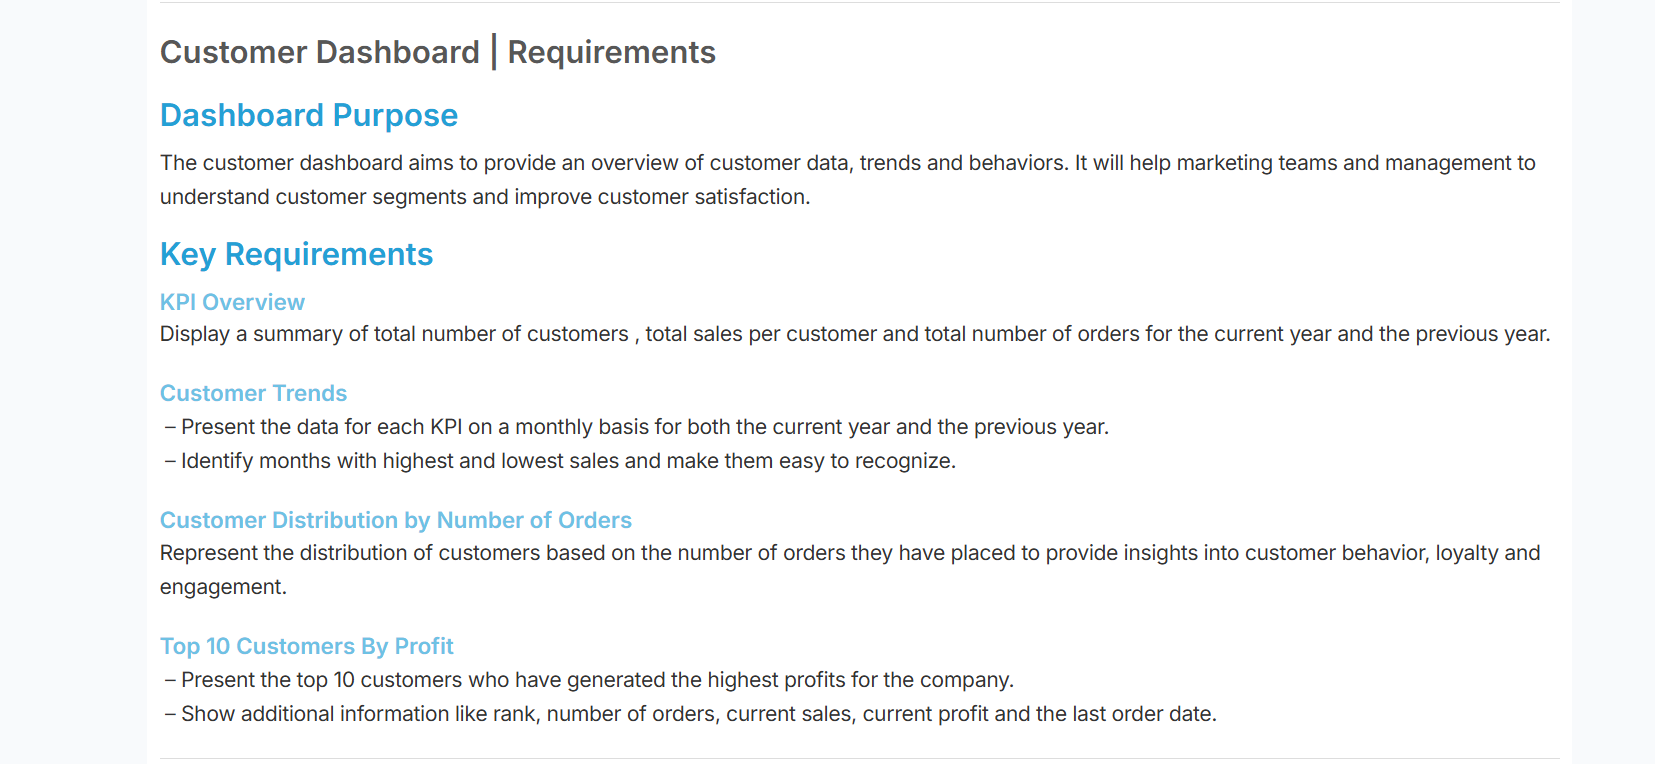 Customer Dashboard | Requirements
Dashboard Purpose
The customer dashboard aims to provide an overview of customer data, trends and behaviors. It will help marketing teams and management to
understand customer segments and improve customer satisfaction.
Key Requirements
KPI Overview
Display a summary of total number of customers , total sales per customer and total number of orders for the current year and the previous year.
Customer Trends
– Present the data for each KPI on a monthly basis for both the current year and the previous year.
– Identify months with highest and lowest sales and make them easy to recognize.
Customer Distribution by Number of Orders
Represent the distribution of customers based on the number of orders they have placed to provide insights into customer behavior, loyalty and
engagement.
Top 10 Customers By Profit
– Present the top 10 customers who have generated the highest profits for the company.
– Show additional information like rank, number of orders, current sales, current profit and the last order date.